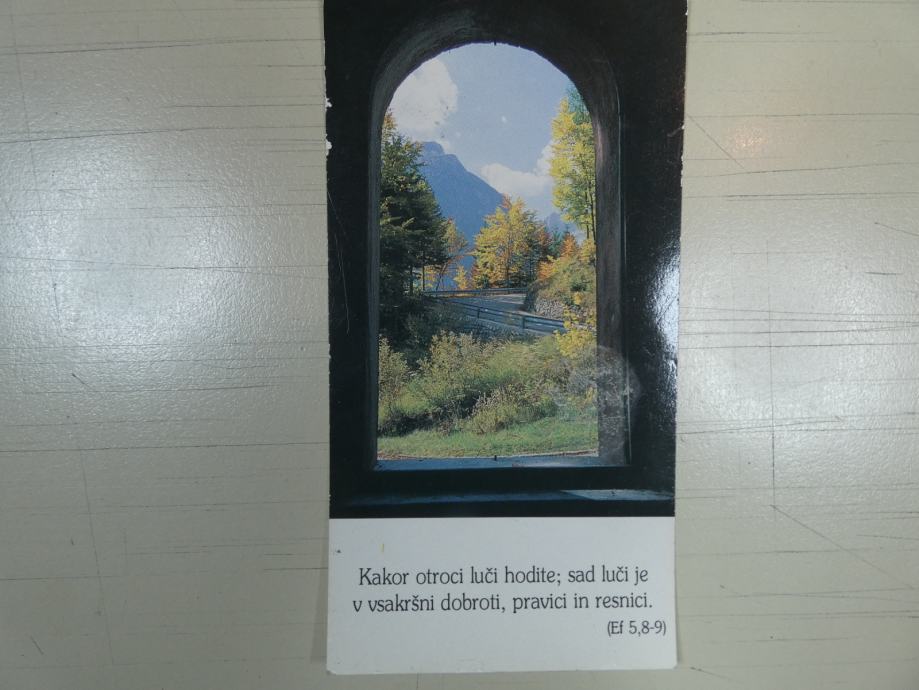 Kakor otroci luči hodite; sad luči je
v vsakršni dobroti, pravici in resnici.
(Ef 5,8-9)